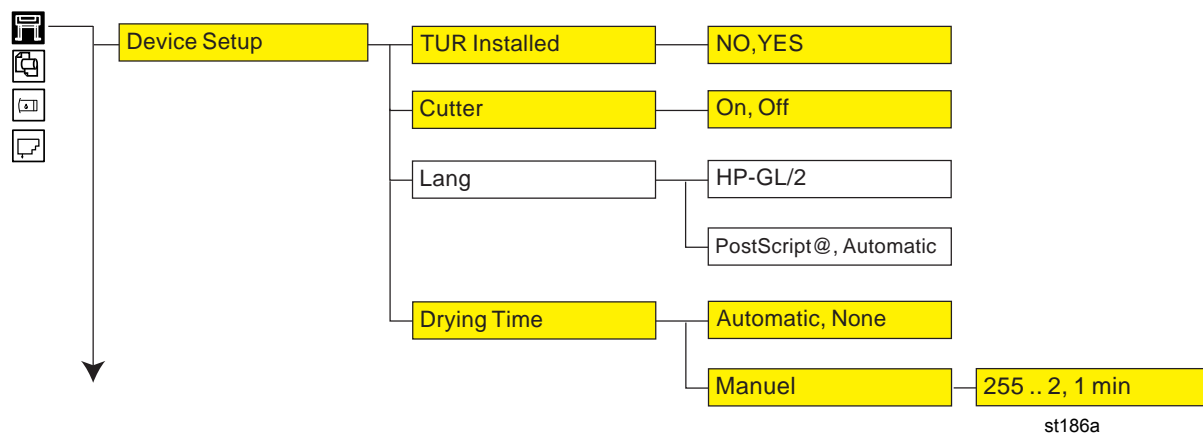 Device Setup
TUR Installed
NO,YES
Cutter
On, Off
Lang
HP-GL/2
PostScript@, Automatic
Drying Time
Automatic, None
Manuel
255 .. 2, 1 min
st186a